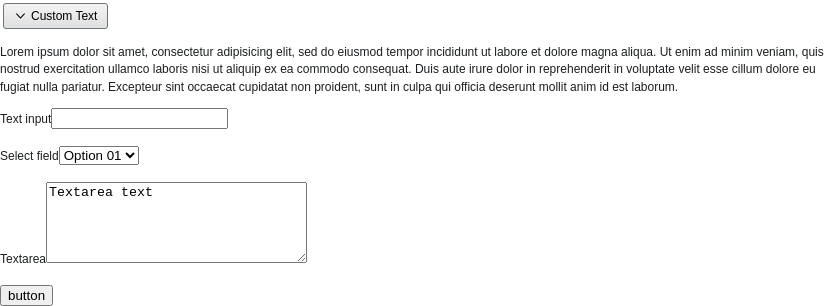 Custom Text
Lorem ipsum dolor sit amet, consectetur adipisicing elit, sed do eiusmod tempor incididunt ut labore et dolore magna aliqua. Ut enim ad minim veniam, quis
nostrud exercitation ullamco laboris nisi ut aliquip ex ea commodo consequat. Duis aute irure dolor in reprehenderit in voluptate velit esse cillum dolore eu
fugiat nulla pariatur. Excepteur sint occaecat cupidatat non proident, sunt in culpa qui officia deserunt mollit anim id est laborum.
Text input
Select field Option 01
Textarea text
Textarea
button